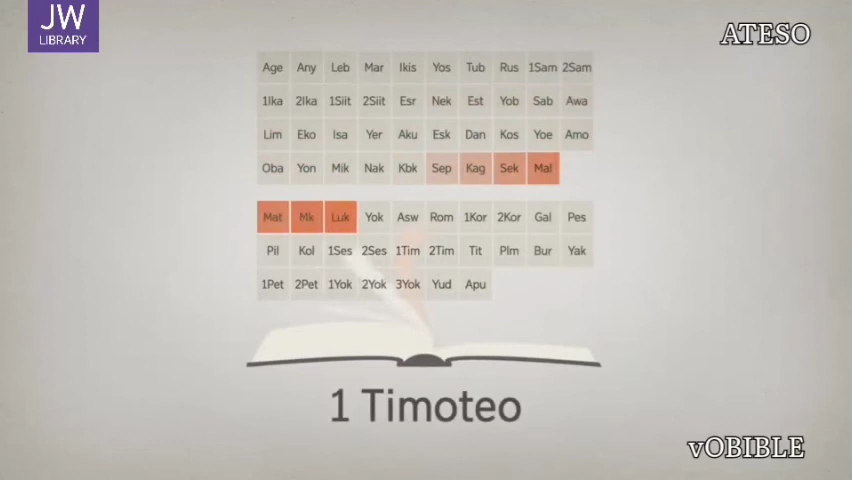 JW
LIBRARY
ATESO
Age Any Leb Mar Ikis Yos Tub Rus 1Sam 2Sam
1Ika 2Ika 1Siit 2Siit Esr Nek Est Yob Sab Awa
Lim Eko Isa Yer Aku Esk Dan Kos Yoe Amo
Oba Yon Mik Nak Kbk Sep Kag Sek Mal
Mat Mk Luk Yok Asw Rom 1Kor 2Kor Gal Pes
Pil Kol 1Ses 2Ses 1Tim 2Tim Tit Plm Bur Yak
1Pet 2Pet 1Yok 2Yok 3Yok Yud Apu
1 Timoteo
vOBIBLE